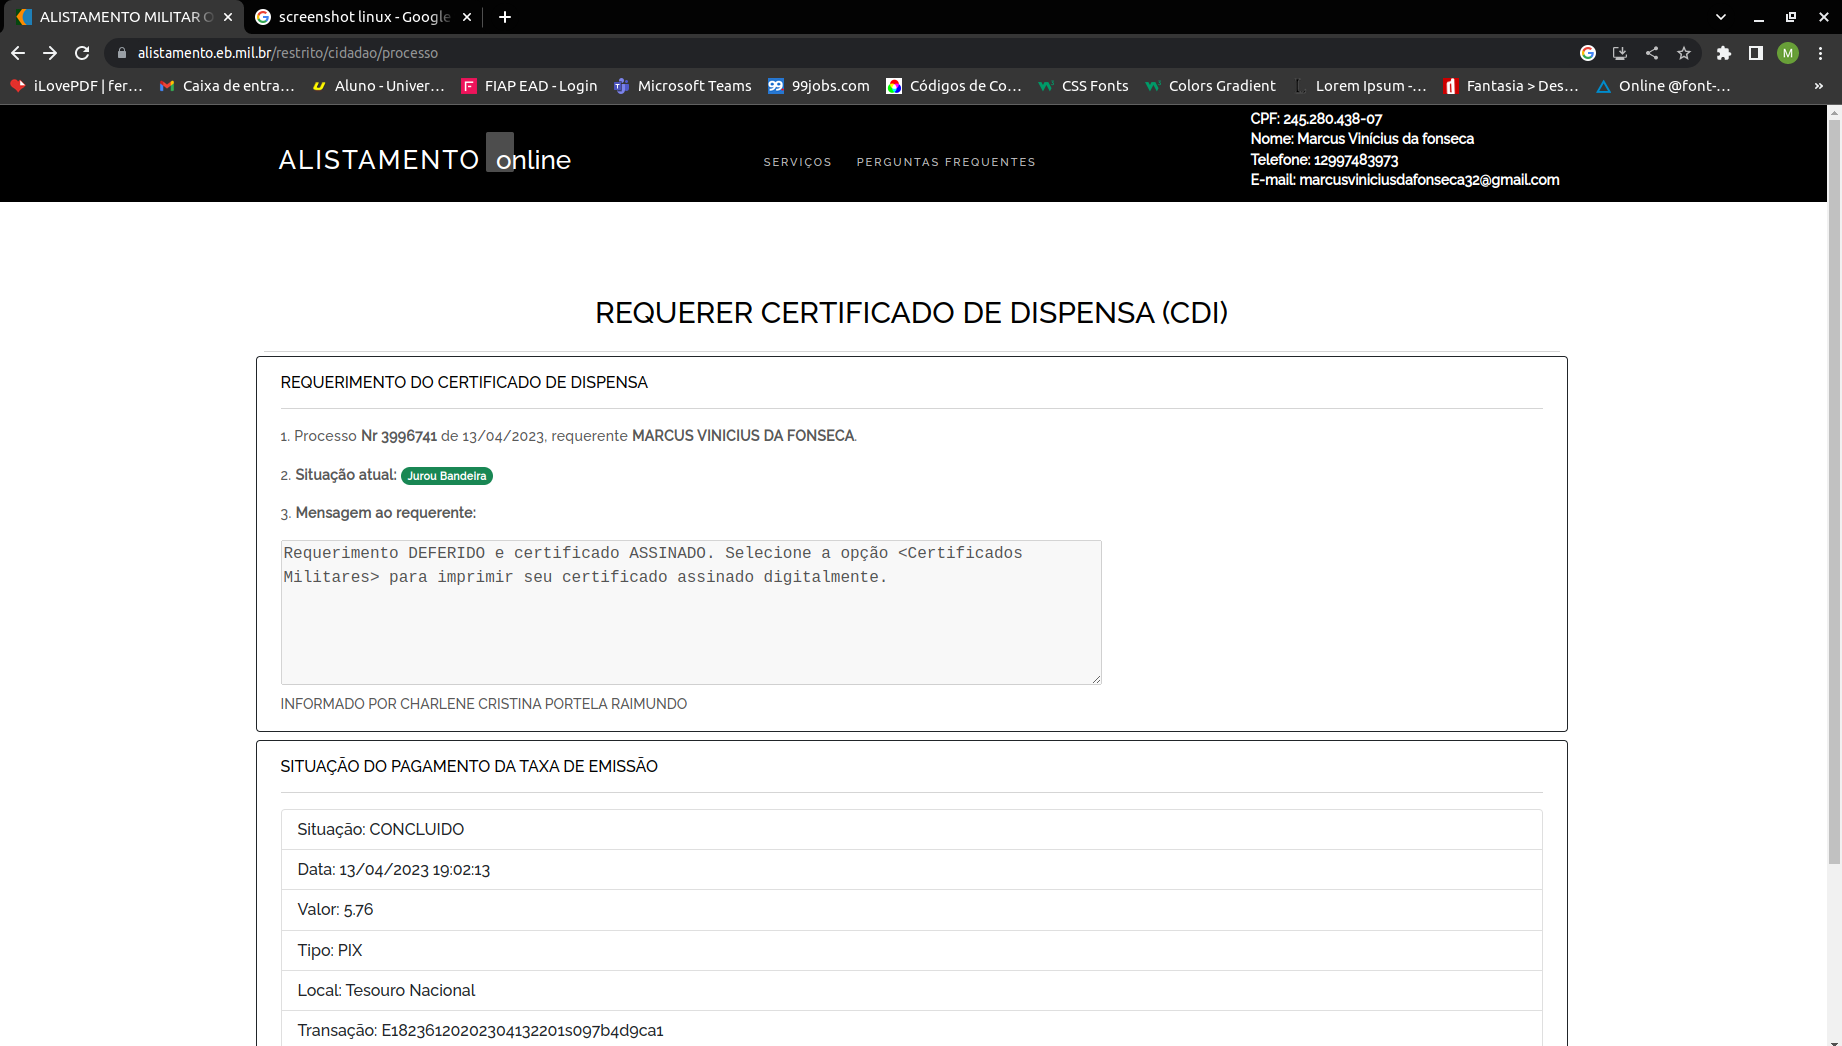 ALISTAMENTO MILITAR O
screenshot linux - Google
alistamento.eb.mil.br/restrito/cidadao/processo
M
iLovePDF | fer...
Caixa de entra...
Aluno - Univer...
FIAP EAD - Login
Microsoft Teams
99jobs.com
Códigos de Co...
CSS Fonts
Colors Gradient
Lorem Ipsum -...
Fantasia > Des...
Online @font-...
»
ALISTAMENTO online
SERVIÇOS
PERGUNTAS FREQUENTES
CPF: 245.280.438-07
Nome: Marcus Vinícius da fonseca
Telefone: 12997483973
E-mail: marcusviniciusdafonseca32@gmail.com
REQUERER CERTIFICADO DE DISPENSA (CDI)
REQUERIMENTO DO CERTIFICADO DE DISPENSA
1. Processo Nr 3996741 de 13/04/2023, requerente MARCUS VINICIUS DA FONSECA.
2. Situação atual: Jurou Bandeira
3. Mensagem ao requerente:
Requerimento DEFERIDO e certificado ASSINADO. Selecione a opção <Certificados
Militares> para imprimir seu certificado assinado digitalmente.
INFORMADO POR CHARLENE CRISTINA PORTELA RAIMUNDO
SITUAÇÃO DO PAGAMENTO DA TAXA DE EMISSÃO
Situação: CONCLUIDO
Data: 13/04/2023 19:02:13
Valor: 5.76
Tipo: PIX
Local: Tesouro Nacional
Transação: E18236120202304132201s097b4d9ca1